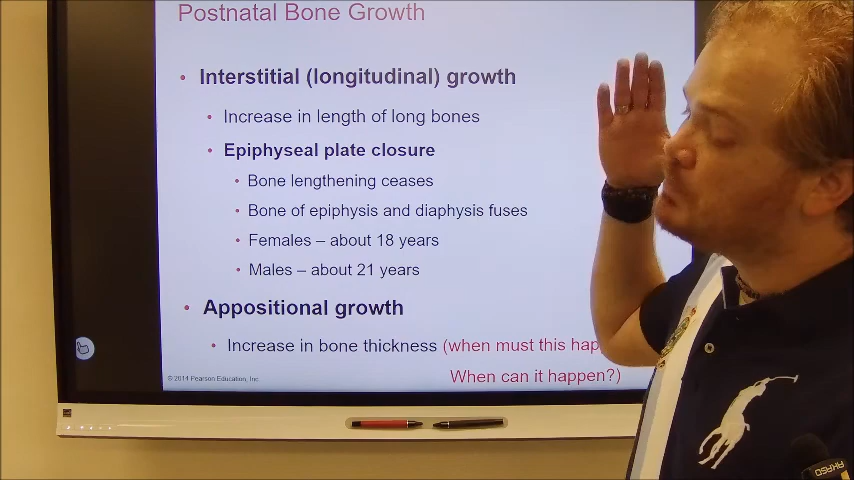 Postnatal Bone Growth
• Interstitial (longitudinal) growth
• Increase in length of long bones
• Epiphyseal plate closure
• Bone lengthening ceases
• Bone of epiphysis and diaphysis fuses
• Females – about 18 years
• Males – about 21 years
• Appositional growth
• Increase in bone thickness (when must this hap
When can it happen?)
© 2014 Pearson Education, Inc.
AKASO